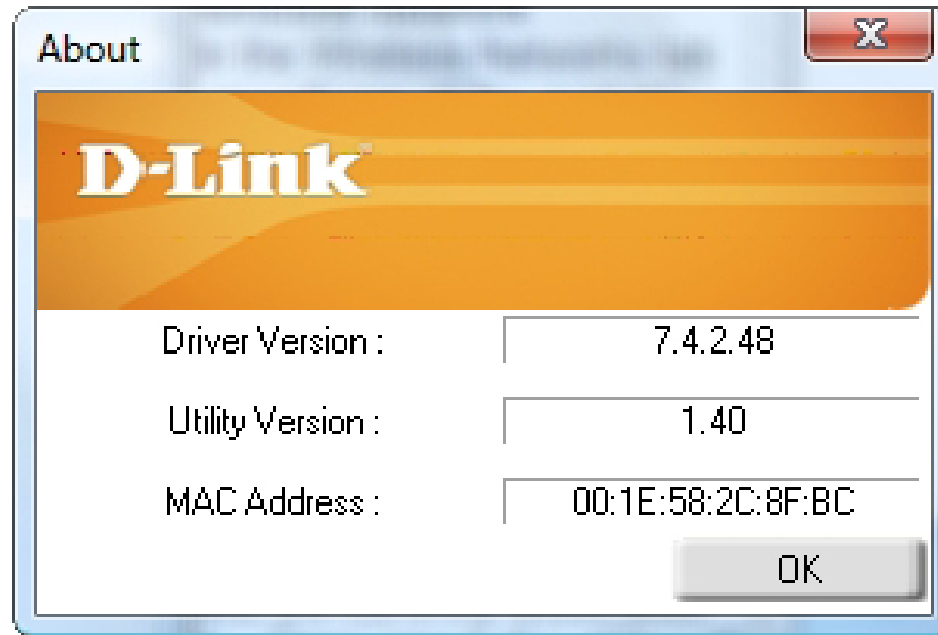 About
D-Link
Driver Version : 7.4.2.48
Utility Version : 1.40
MAC Address : 00:1E:58:2C:8F:BC
OK